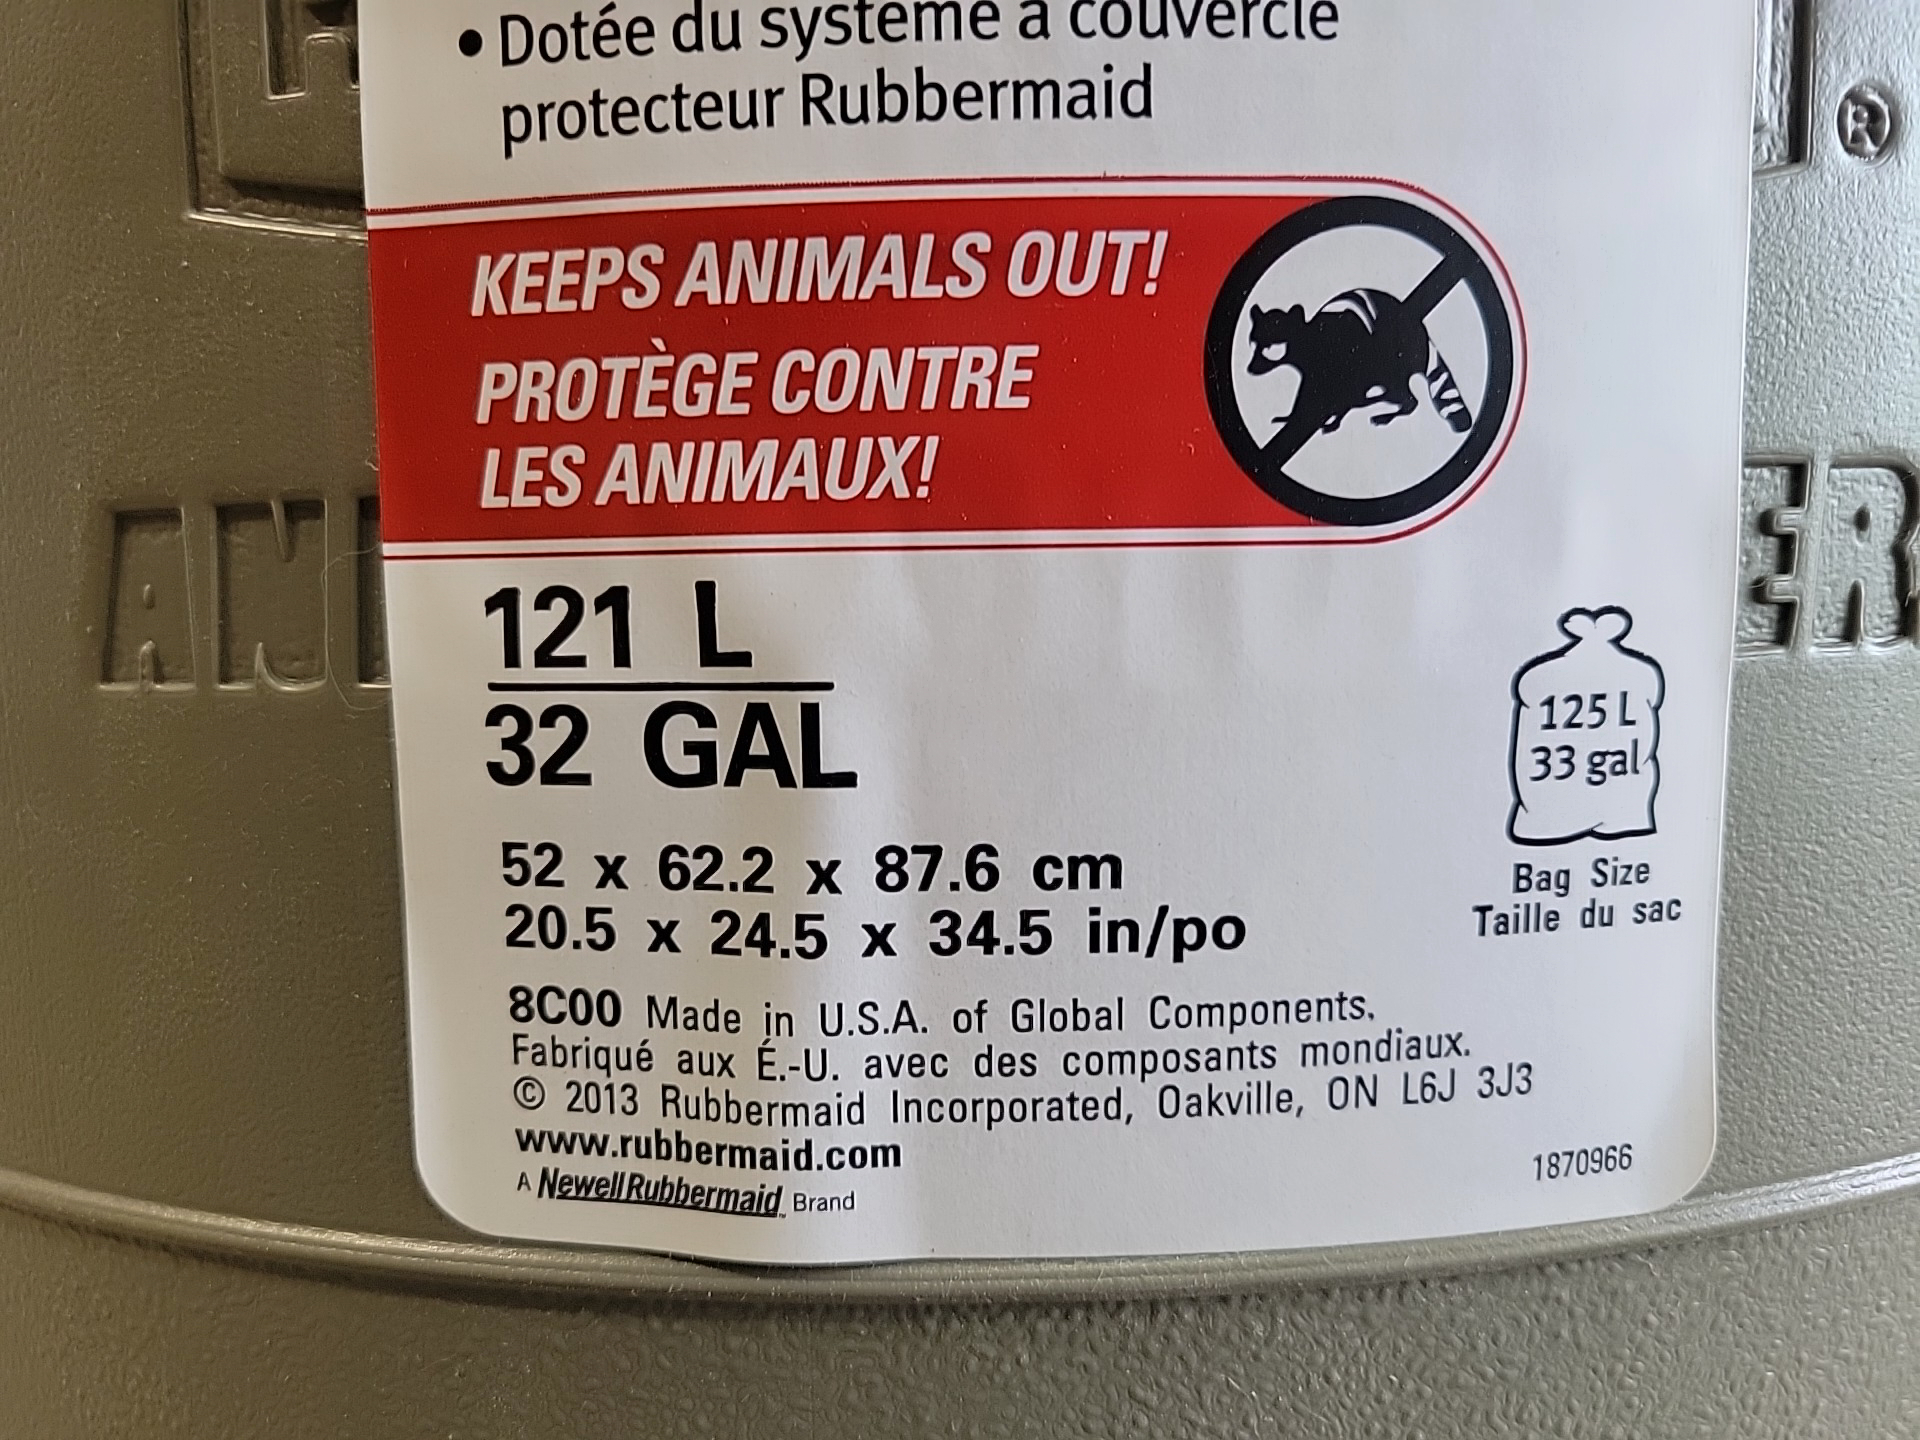 • Dotée du système à couvercle
protecteur Rubbermaid
®
KEEPS ANIMALS OUT!
PROTÈGE CONTRE
LES ANIMAUX!
121 L
32 GAL
125 L
33 gal
Bag Size
Taille du sac
52 x 62.2 x 87.6 cm
20.5 x 24.5 x 34.5 in/po
8C00 Made in U.S.A. of Global Components.
Fabriqué aux É.-U. avec des composants mondiaux.
© 2013 Rubbermaid Incorporated, Oakville, ON L6J 3J3
www.rubbermaid.com
A NewellRubbermaid™ Brand
1870966